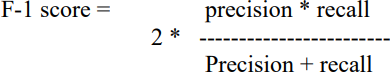 F-1 score = precision * recall
2 * -------------------------
Precision + recall